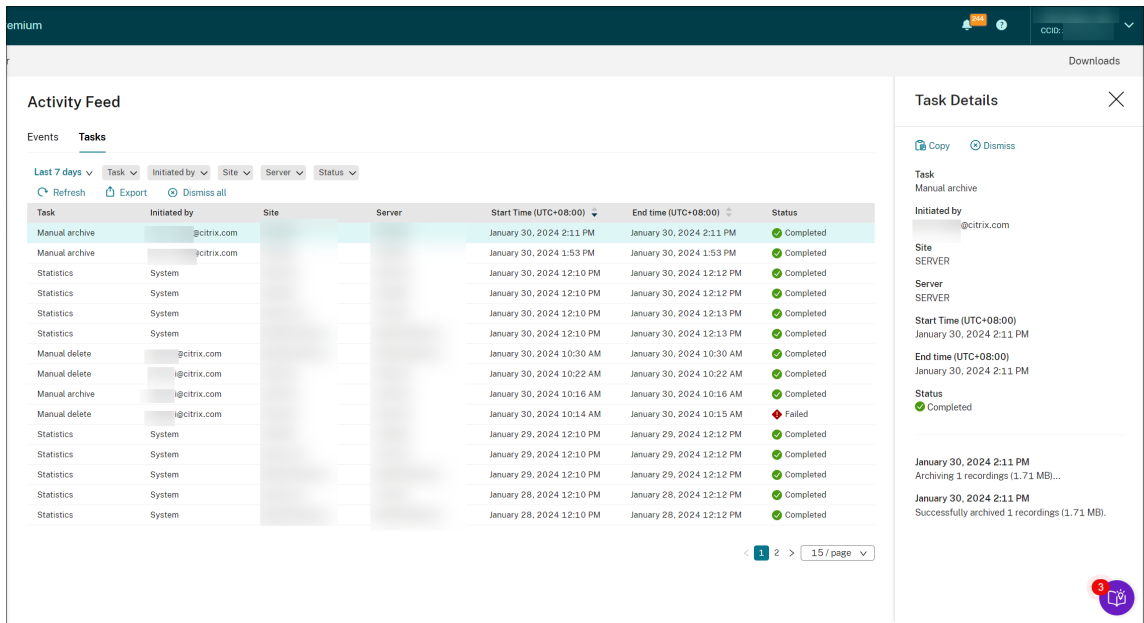 emium
244
?
CCID:
r
Downloads
Activity Feed
Events Tasks
Last 7 days Task Initiated by Site Server Status
Refresh Export Dismiss all
Task Initiated by Site Server Start Time (UTC+08:00) End time (UTC+08:00) Status
Manual archive @citrix.com January 30, 2024 2:11 PM January 30, 2024 2:11 PM Completed
Manual archive @citrix.com January 30, 2024 1:53 PM January 30, 2024 1:53 PM Completed
Statistics System January 30, 2024 12:10 PM January 30, 2024 12:12 PM Completed
Statistics System January 30, 2024 12:10 PM January 30, 2024 12:12 PM Completed
Statistics System January 30, 2024 12:10 PM January 30, 2024 12:13 PM Completed
Statistics System January 30, 2024 12:10 PM January 30, 2024 12:13 PM Completed
Manual delete @citrix.com January 30, 2024 10:30 AM January 30, 2024 10:30 AM Completed
Manual delete i@citrix.com January 30, 2024 10:22 AM January 30, 2024 10:22 AM Completed
Manual archive i@citrix.com January 30, 2024 10:16 AM January 30, 2024 10:16 AM Completed
Manual delete i@citrix.com January 30, 2024 10:14 AM January 30, 2024 10:15 AM Failed
Statistics System January 29, 2024 12:10 PM January 29, 2024 12:12 PM Completed
Statistics System January 29, 2024 12:10 PM January 29, 2024 12:12 PM Completed
Statistics System January 29, 2024 12:10 PM January 29, 2024 12:12 PM Completed
Statistics System January 28, 2024 12:10 PM January 28, 2024 12:12 PM Completed
Statistics System January 28, 2024 12:10 PM January 28, 2024 12:12 PM Completed
1 2 15 / page
Task Details
Copy Dismiss
Task
Manual archive
Initiated by
@citrix.com
Site
SERVER
Server
SERVER
Start Time (UTC+08:00)
January 30, 2024 2:11 PM
End time (UTC+08:00)
January 30, 2024 2:11 PM
Status
Completed
January 30, 2024 2:11 PM
Archiving 1 recordings (1.71 MB)...
January 30, 2024 2:11 PM
Successfully archived 1 recordings (1.71 MB).
3